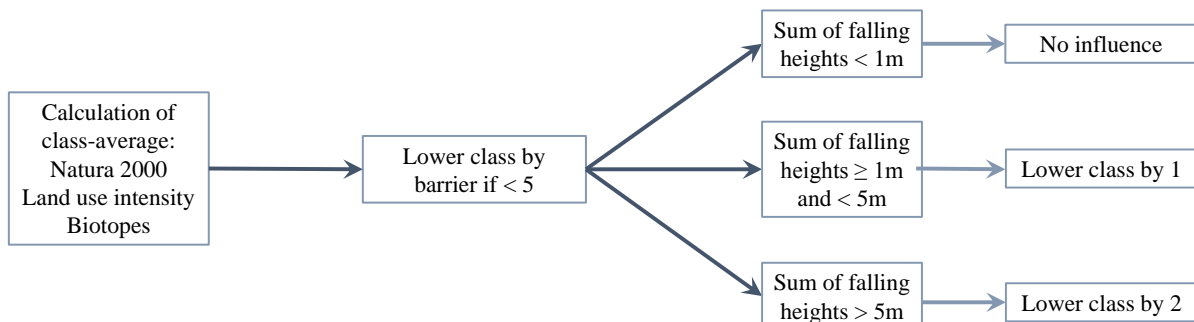 Calculation of
class-average:
Natura 2000
Land use intensity
Biotopes
Lower class by
barrier if < 5
Sum of falling
heights < 1m
No influence
Sum of falling
heights ≥ 1m
and < 5m
Lower class by 1
Sum of falling
heights > 5m
Lower class by 2